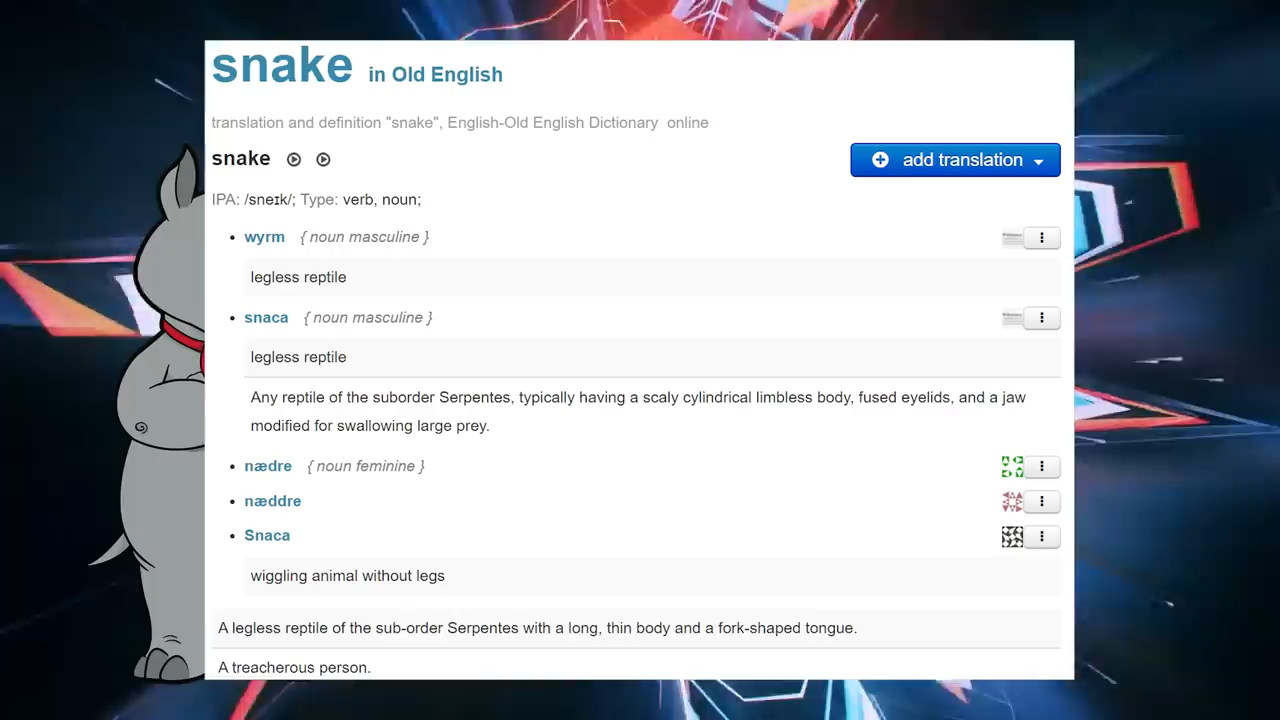 snake in Old English
translation and definition "snake", English-Old English Dictionary online
snake
add translation
IPA: /sneɪk/; Type: verb, noun;
• wyrm { noun masculine }
legless reptile
• snaca { noun masculine }
legless reptile
Any reptile of the suborder Serpentes, typically having a scaly cylindrical limbless body, fused eyelids, and a jaw
modified for swallowing large prey.
• nædre { noun feminine }
• næddre
• Snaca
wiggling animal without legs
A legless reptile of the sub-order Serpentes with a long, thin body and a fork-shaped tongue.
A treacherous person.